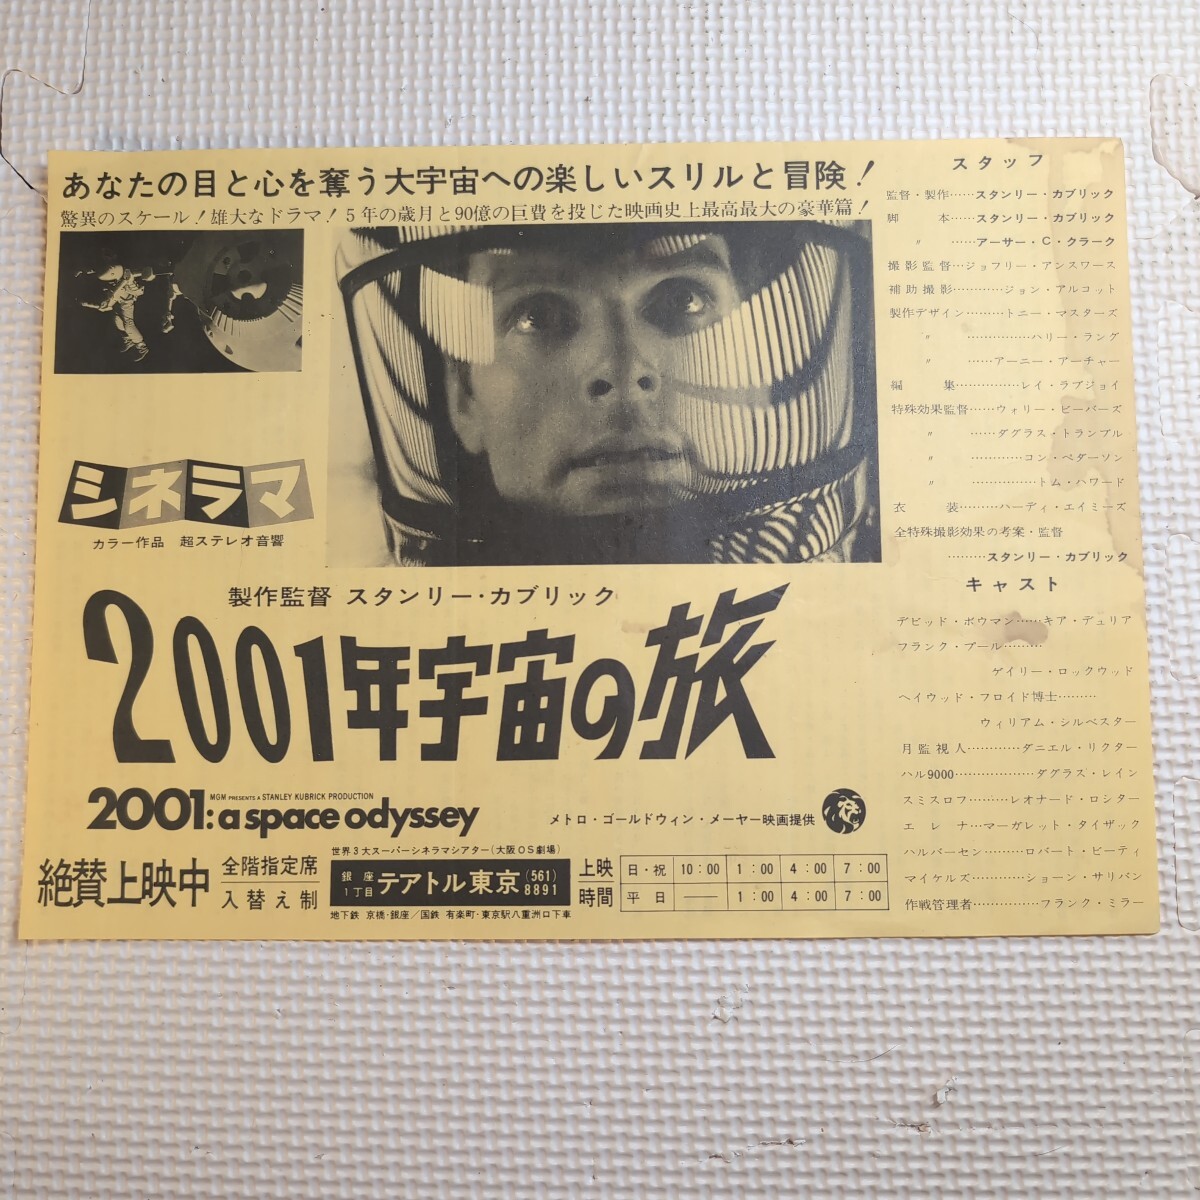 あなたの目と心を奪う大宇宙への楽しいスリルと冒険！
驚異のスケール！雄大なドラマ！5年の歳月と90億の巨費を投じた映画史上最高最大の豪華篇！
シネラマ
カラー作品　超ステレオ音響
製作監督 スタンリー・カブリック
2001年宇宙の旅
MGM PRESENTS A STANLEY KUBRICK PRODUCTION
2001: a space odyssey
メトロ・ゴールドウィン・メーヤー映画提供
絶賛上映中
全階指定席
入替え制
世界3大スーパーシネラマシアター(大阪OS劇場)
銀座1丁目 テアトル東京 (561) 8891
地下鉄 京橋・銀座／国鉄 有楽町・東京駅八重洲口下車
上映時間
日・祝 10:00 1:00 4:00 7:00
平日 —— 1:00 4:00 7:00
スタッフ
監督・製作……スタンリー・カブリック
脚　本……スタンリー・カブリック
〃　……アーサー・C・クラーク
撮影監督…ジョフリー・アンスワース
補助撮影…………ジョン・アルコット
製作デザイン………トニー・マスターズ
〃　……………ハリー・ラング
〃　……アーニー・アーチャー
編　集……………レイ・ラブジョイ
特殊効果監督……ウォリー・ビーバーズ
〃　……ダグラス・トランブル
〃　…………コン・ペダーソン
〃　……………トム・ハワード
衣　装………ハーディ・エイミーズ
全特殊撮影効果の考案・監督
………スタンリー・カブリック
キャスト
デビッド・ボウマン……キア・デュリア
フランク・プール………
ゲイリー・ロックウッド
ヘイウッド・フロイド博士………
ウィリアム・シルベスター
月監視人…………ダニエル・リクター
ハル9000………………ダグラス・レイン
スミスロフ………レオナード・ロシター
エレナ…マーガレット・タイザック
ハルバーセン………ロバート・ビーティ
マイケルズ…………ショーン・サリバン
作戦管理者……………フランク・ミラー